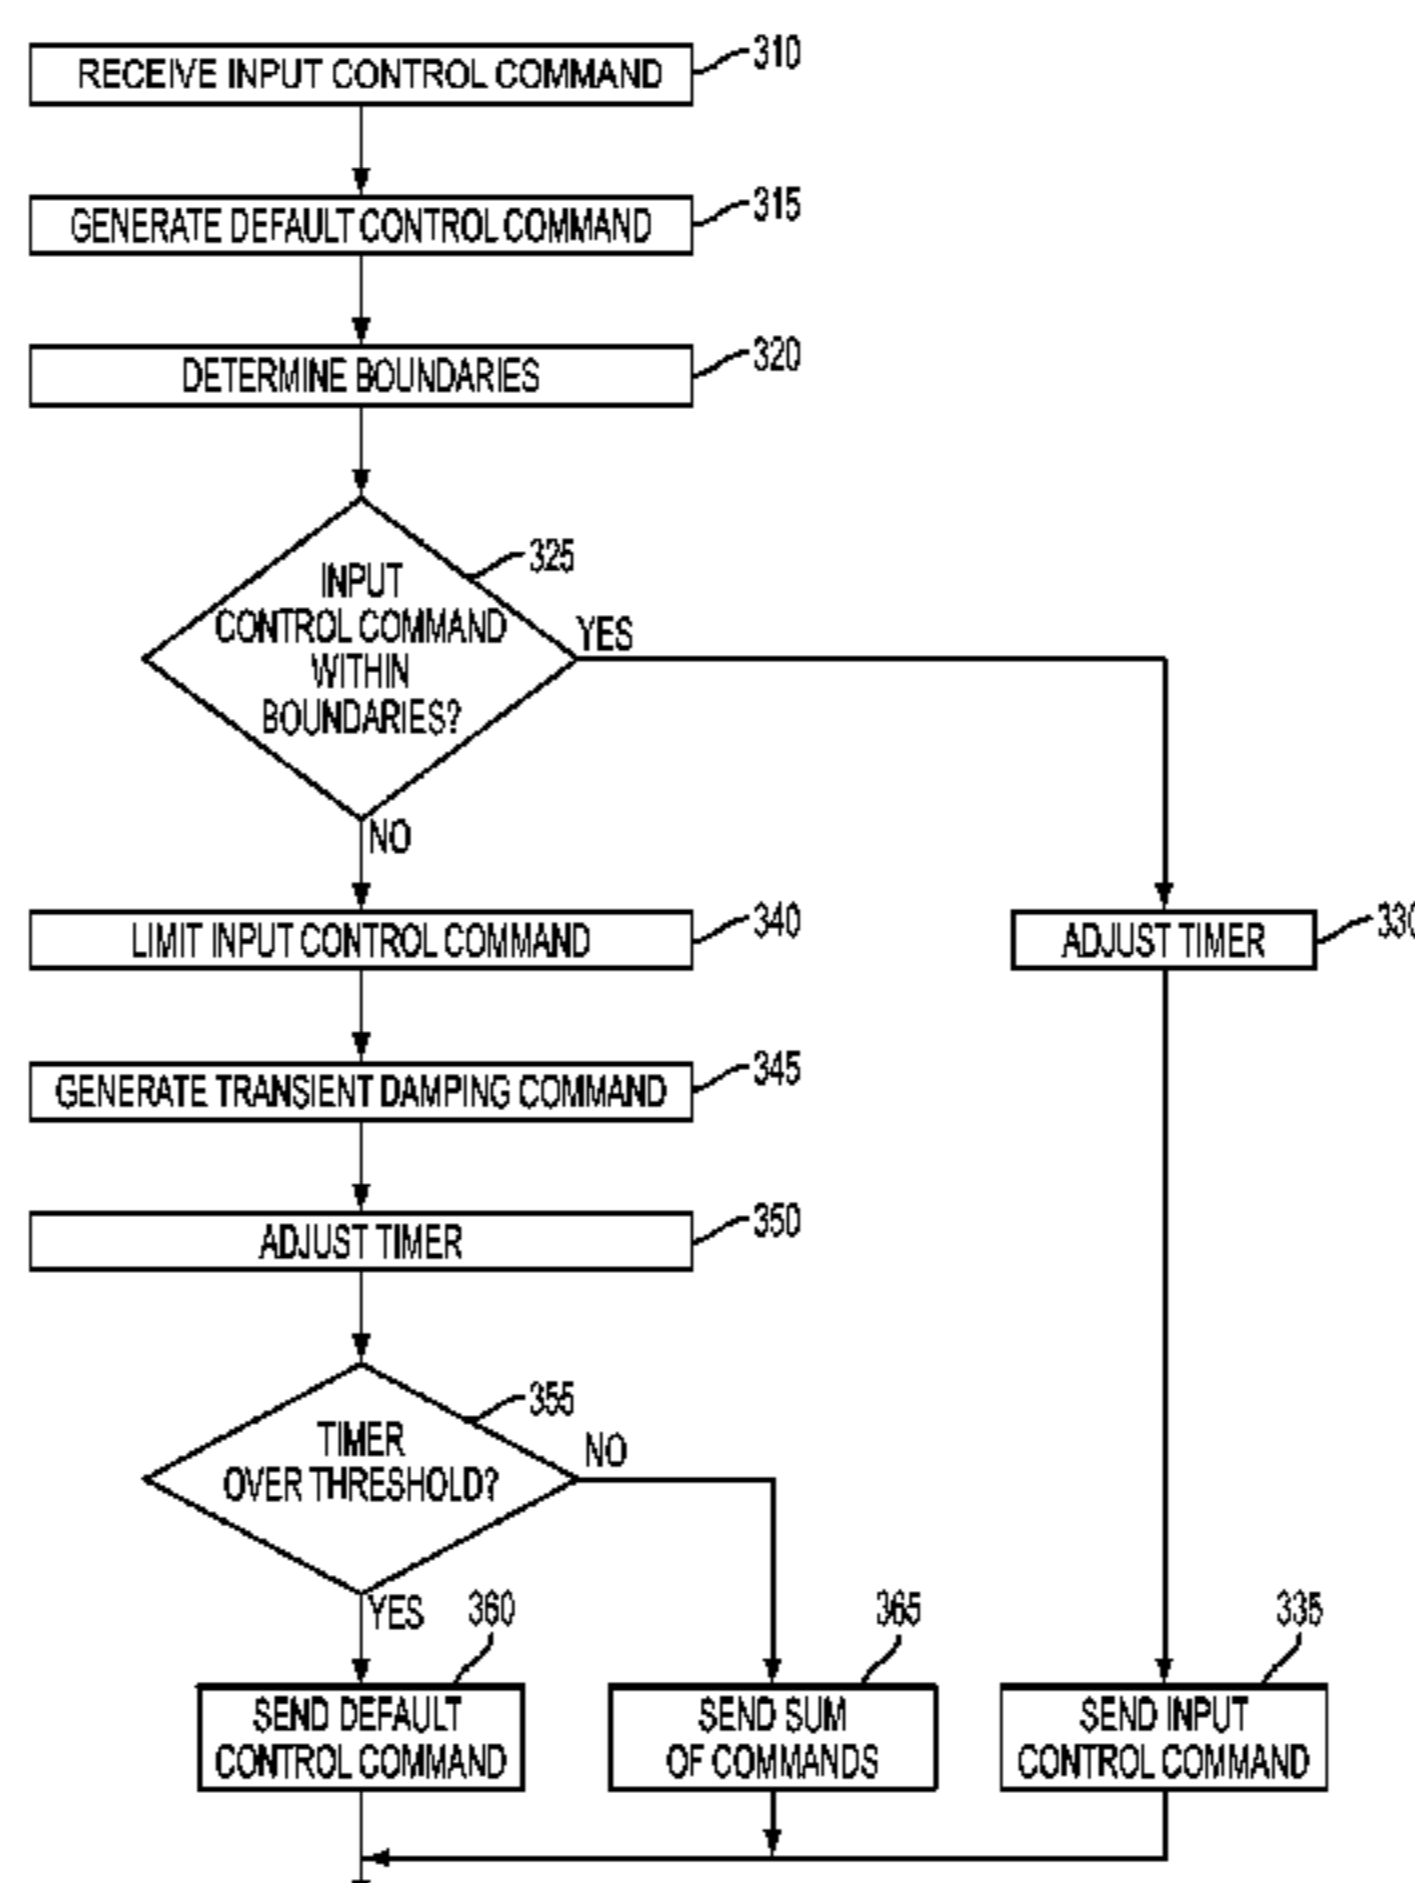 RECEIVE INPUT CONTROL COMMAND
310
GENERATE DEFAULT CONTROL COMMAND
315
DETERMINE BOUNDARIES
320
325
INPUT
CONTROL COMMAND
WITHIN
BOUNDARIES?
YES
NO
LIMIT INPUT CONTROL COMMAND
340
ADJUST TIMER
330
GENERATE TRANSIENT DAMPING COMMAND
345
ADJUST TIMER
350
355
TIMER
OVER THRESHOLD?
NO
YES
360
365
335
SEND DEFAULT
CONTROL COMMAND
SEND SUM
OF COMMANDS
SEND INPUT
CONTROL COMMAND